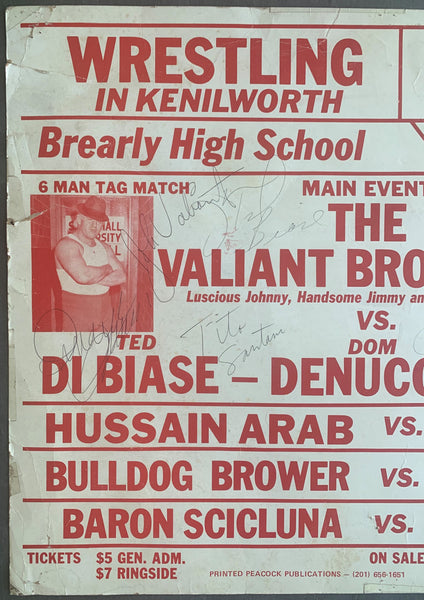 WRESTLING
IN KENILWORTH
Brearly High School
6 MAN TAG MATCH
MAIN EVENT
THE
VALIANT BRO
Luscious Johnny, Handsome Jimmy an
VS.
Tito
Santana
TED
DOM
DI BIASE – DENUCC
HUSSAIN ARAB VS.
BULLDOG BROWER VS.
BARON SCICLUNA VS.
TICKETS $5 GEN. ADM.
$7 RINGSIDE
ON SALE
PRINTED PEACOCK PUBLICATIONS — (201) 656-1651